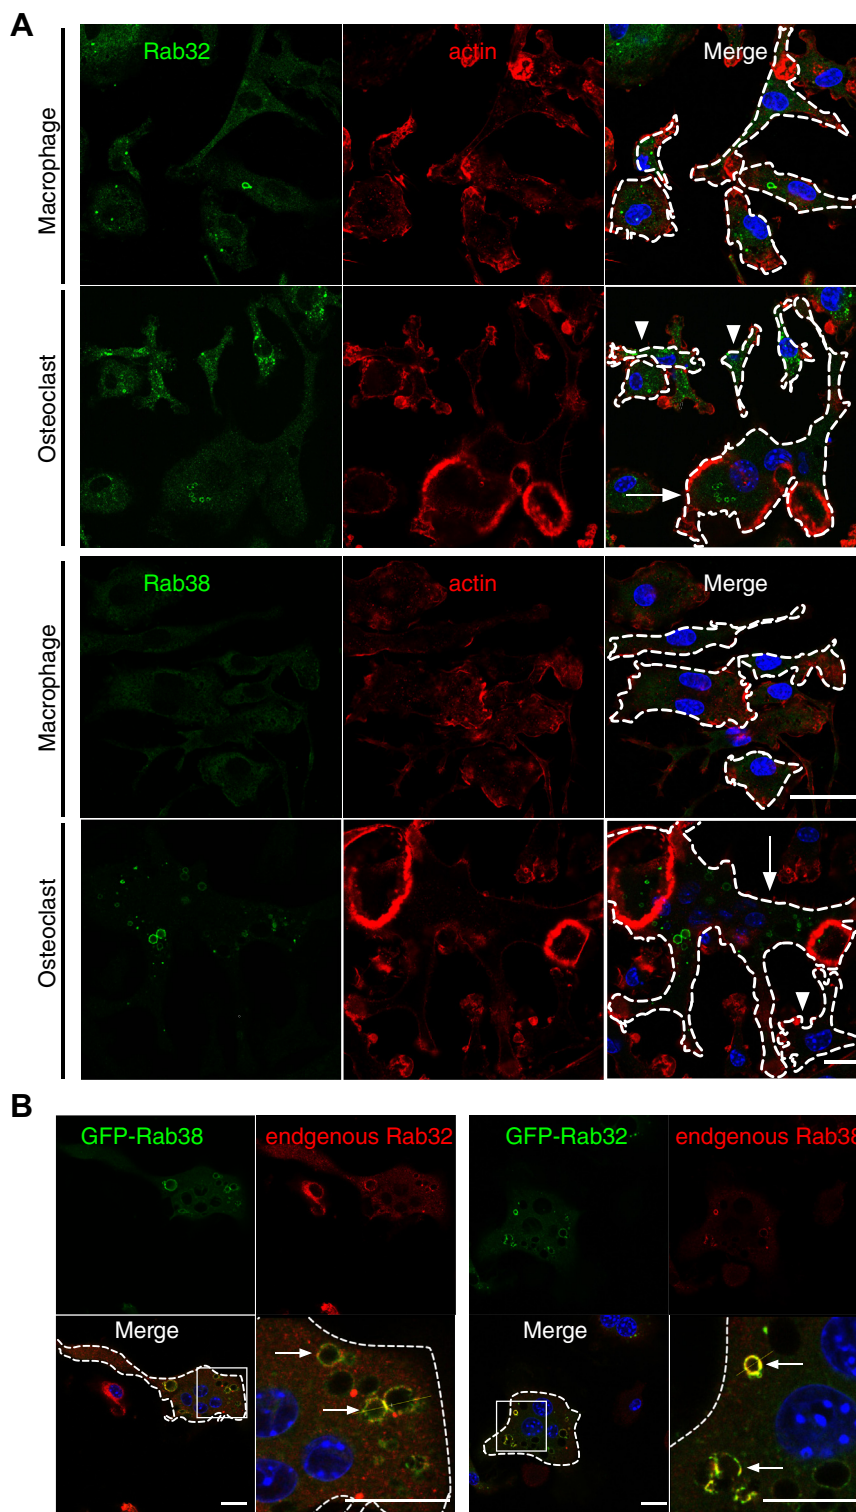 A
Rab32 actin Merge
Macrophage
Osteoclast
Rab38 actin Merge
Macrophage
Osteoclast
B
GFP-Rab38 endgenous Rab32 GFP-Rab32 endgenous Rab38
Merge Merge